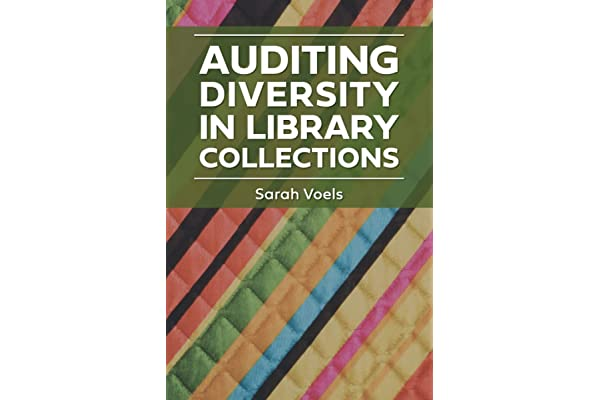 AUDITING
DIVERSITY
IN LIBRARY
COLLECTIONS
Sarah Voels